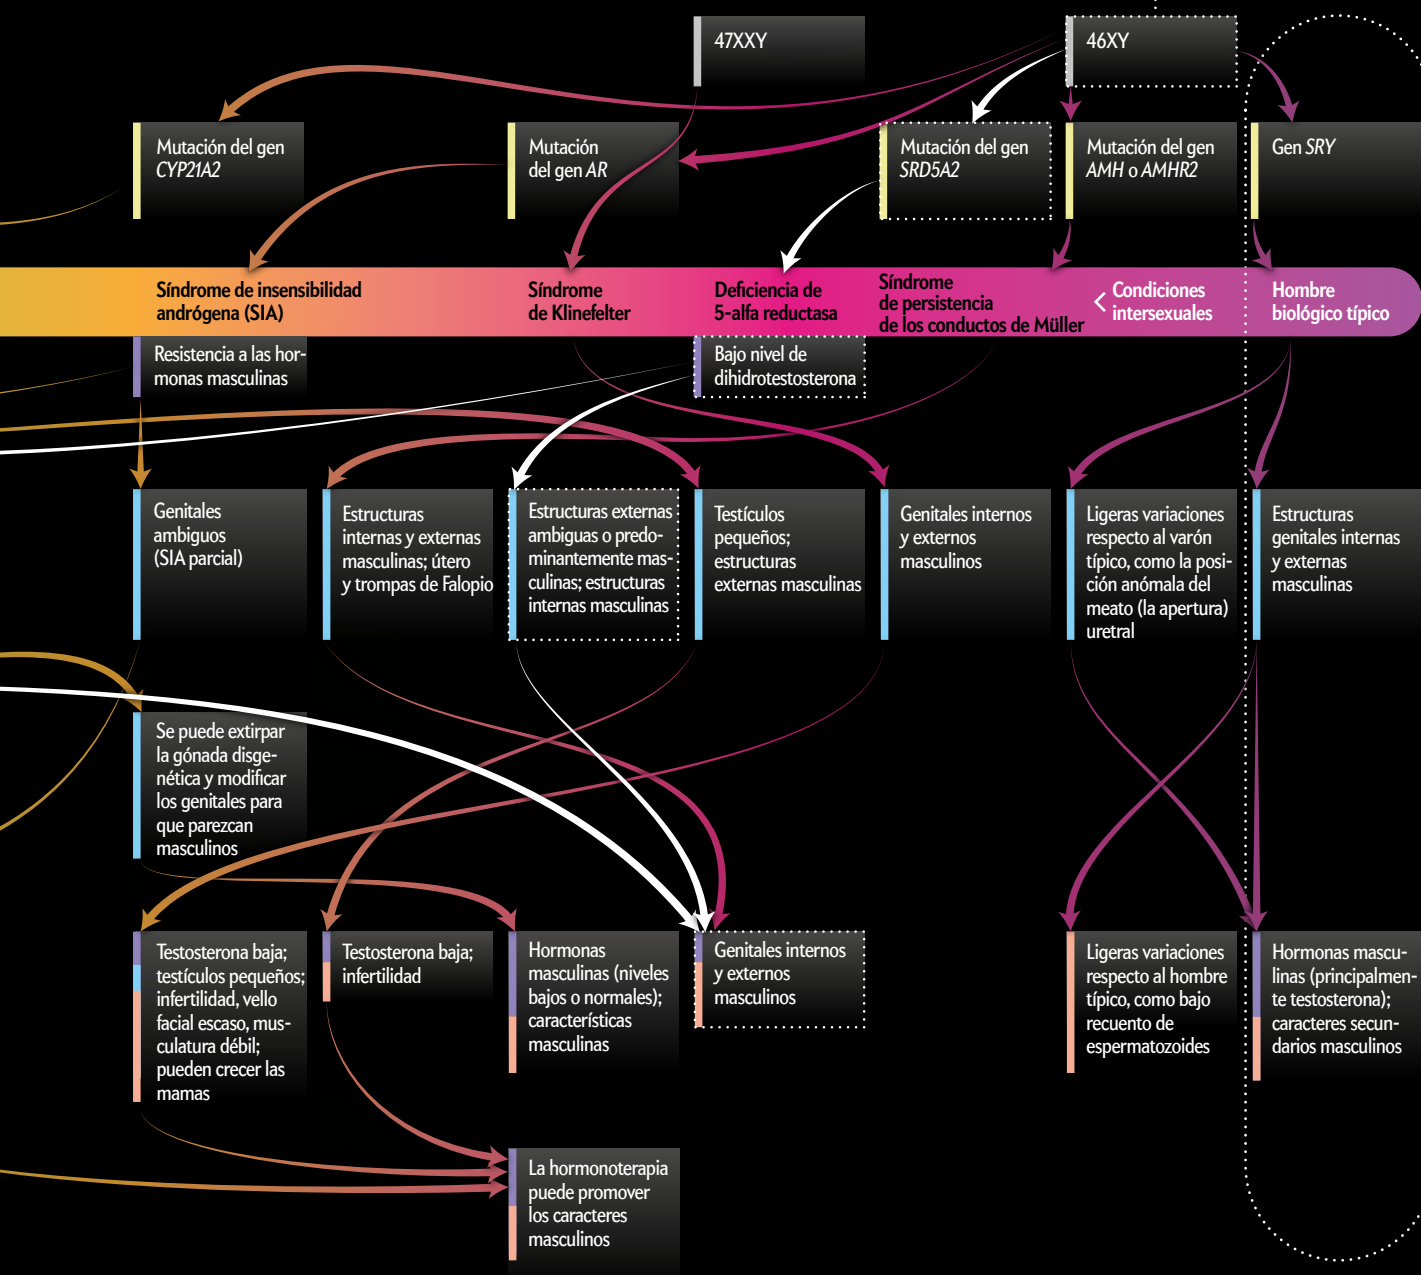 47XXY
46XY
Mutación del gen
CYP21A2
Mutación
del gen AR
Mutación del gen
SRD5A2
Mutación del gen
AMH o AMHR2
Gen SRY
Síndrome de insensibilidad
andrógena (SIA)
Síndrome
de Klinefelter
Deficiencia de
5-alfa reductasa
Síndrome
de persistencia
de los conductos de Müller
< Condiciones
intersexuales
Hombre
biológico típico
Resistencia a las hor-
monas masculinas
Bajo nivel de
dihidrotestosterona
Genitales
ambiguos
(SIA parcial)
Estructuras
internas y externas
masculinas; útero
y trompas de Falopio
Estructuras externas
ambiguas o predo-
minantemente mas-
culinas; estructuras
internas masculinas
Testículos
pequeños;
estructuras
externas masculinas
Genitales internos
y externos
masculinos
Ligeras variaciones
respecto al varón
típico, como la posi-
ción anómala del
meato (la apertura)
uretral
Estructuras
genitales internas
y externas
masculinas
Se puede extirpar
la gónada disge-
nética y modificar
los genitales para
que parezcan
masculinos
Testosterona baja;
testículos pequeños;
infertilidad, vello
facial escaso, mus-
culatura débil;
pueden crecer las
mamas
Testosterona baja;
infertilidad
Hormonas
masculinas (niveles
bajos o normales);
características
masculinas
Genitales internos
y externos
masculinos
Ligeras variaciones
respecto al hombre
típico, como bajo
recuento de
espermatozoides
Hormonas mascu-
linas (principalmen-
te testosterona);
caracteres secun-
darios masculinos
La hormonoterapia
puede promover
los caracteres
masculinos